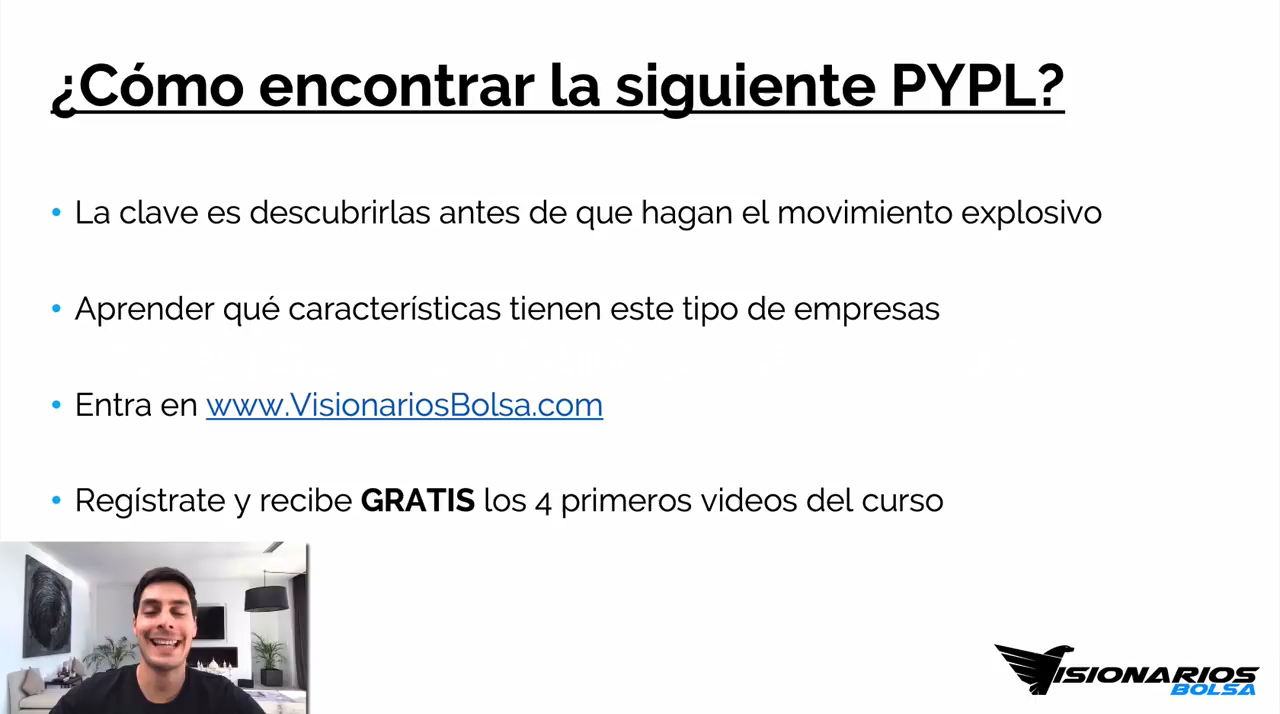 ¿Cómo encontrar la siguiente PYPL?
• La clave es descubrirlas antes de que hagan el movimiento explosivo
• Aprender qué características tienen este tipo de empresas
• Entra en www.VisionariosBolsa.com
• Regístrate y recibe GRATIS los 4 primeros videos del curso
VISIONARIOS
BOLSA